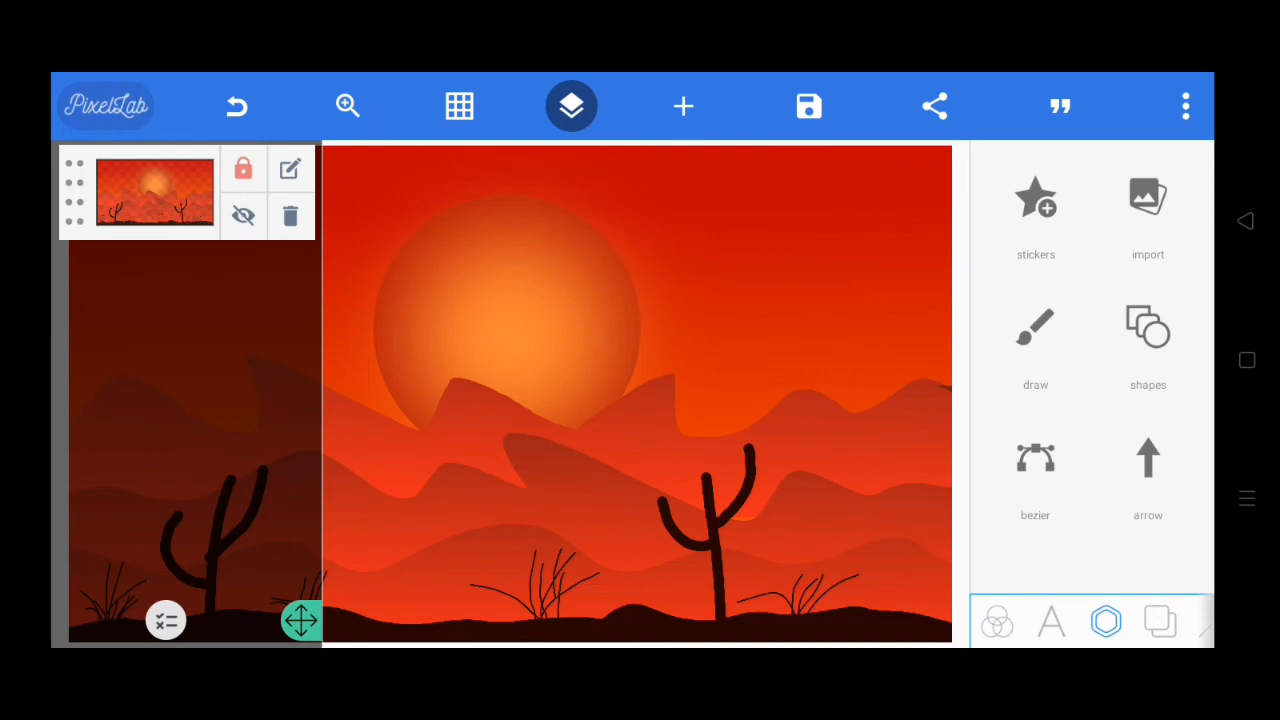 PixelLab
stickers
import
draw
shapes
bezier
arrow